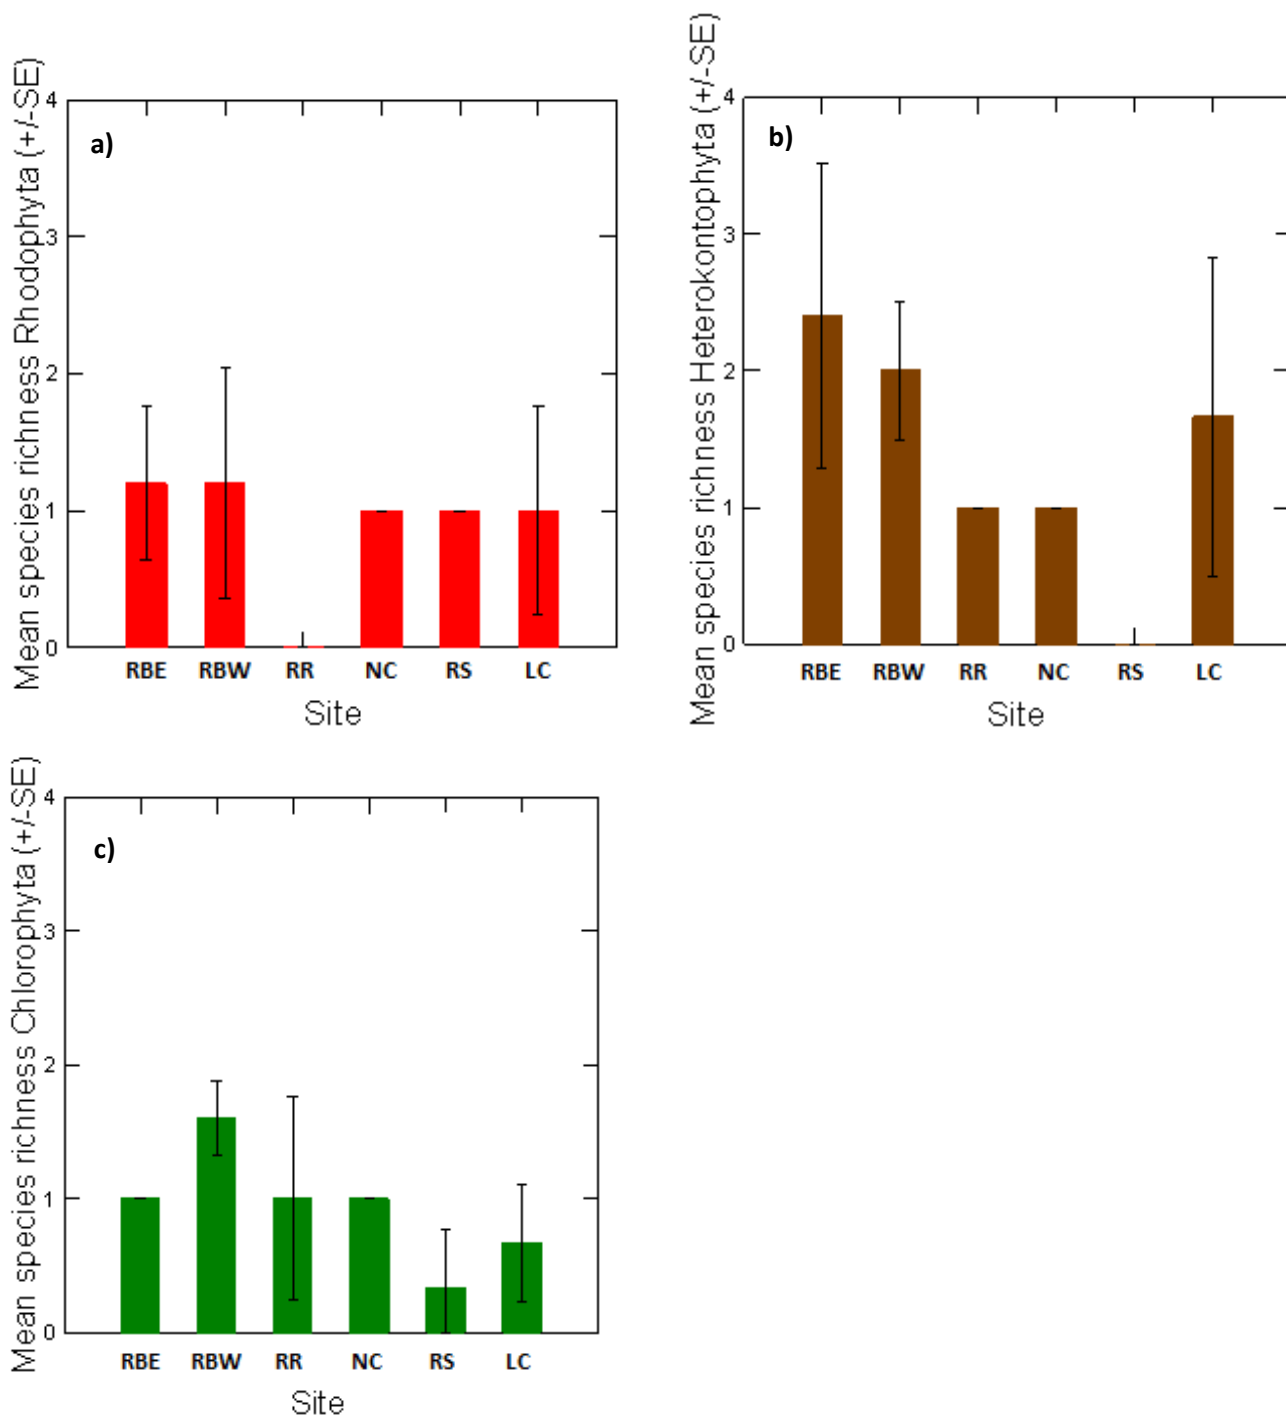 Mean species richness Rhodophyta (+/-SE)
a)
4
3
2
1
0
RBE RBW RR NC RS LC
Site
Mean species richness Heterokontophyta (+/-SE)
b)
4
3
2
1
0
RBE RBW RR NC RS LC
Site
Mean species richness Chlorophyta (+/-SE)
c)
4
3
2
1
0
RBE RBW RR NC RS LC
Site